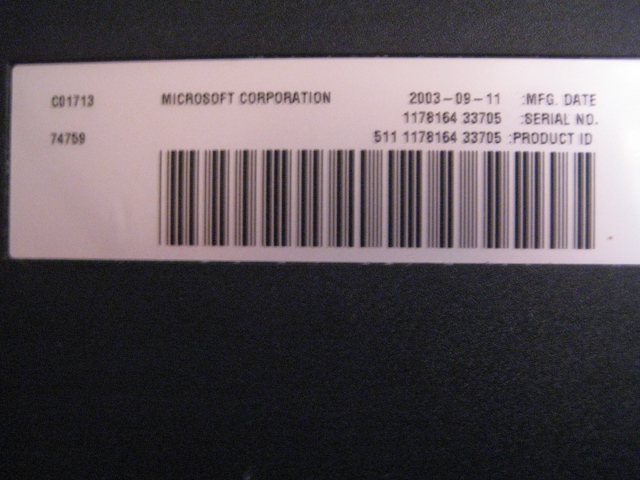 C01713 MICROSOFT CORPORATION 2003-09-11 :MFG. DATE
1178164 33705 :SERIAL NO.
74759 511 1178164 33705 :PRODUCT ID